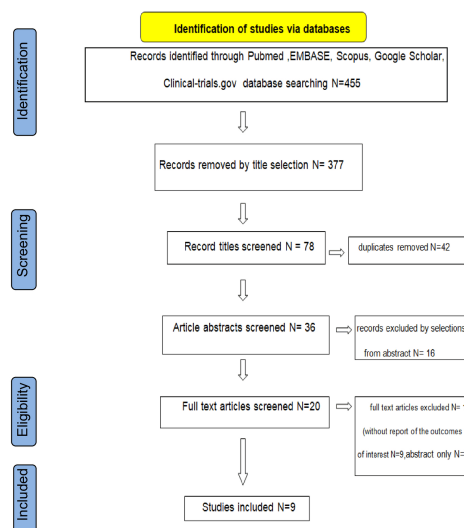 Identification of studies via databases
Identification
Records identified through Pubmed ,EMBASE, Scopus, Google Scholar,
Clinical-trials.gov database searching N=455
Records removed by title selection N= 377
Screening
Record titles screened N = 78
duplicates removed N=42
Article abstracts screened N= 36
records excluded by selections
from abstract N= 16
Eligibility
Full text articles screened N=20
full text articles excluded N=
(without report of the outcomes
of interest N=9,abstract only N=
Included
Studies included N=9